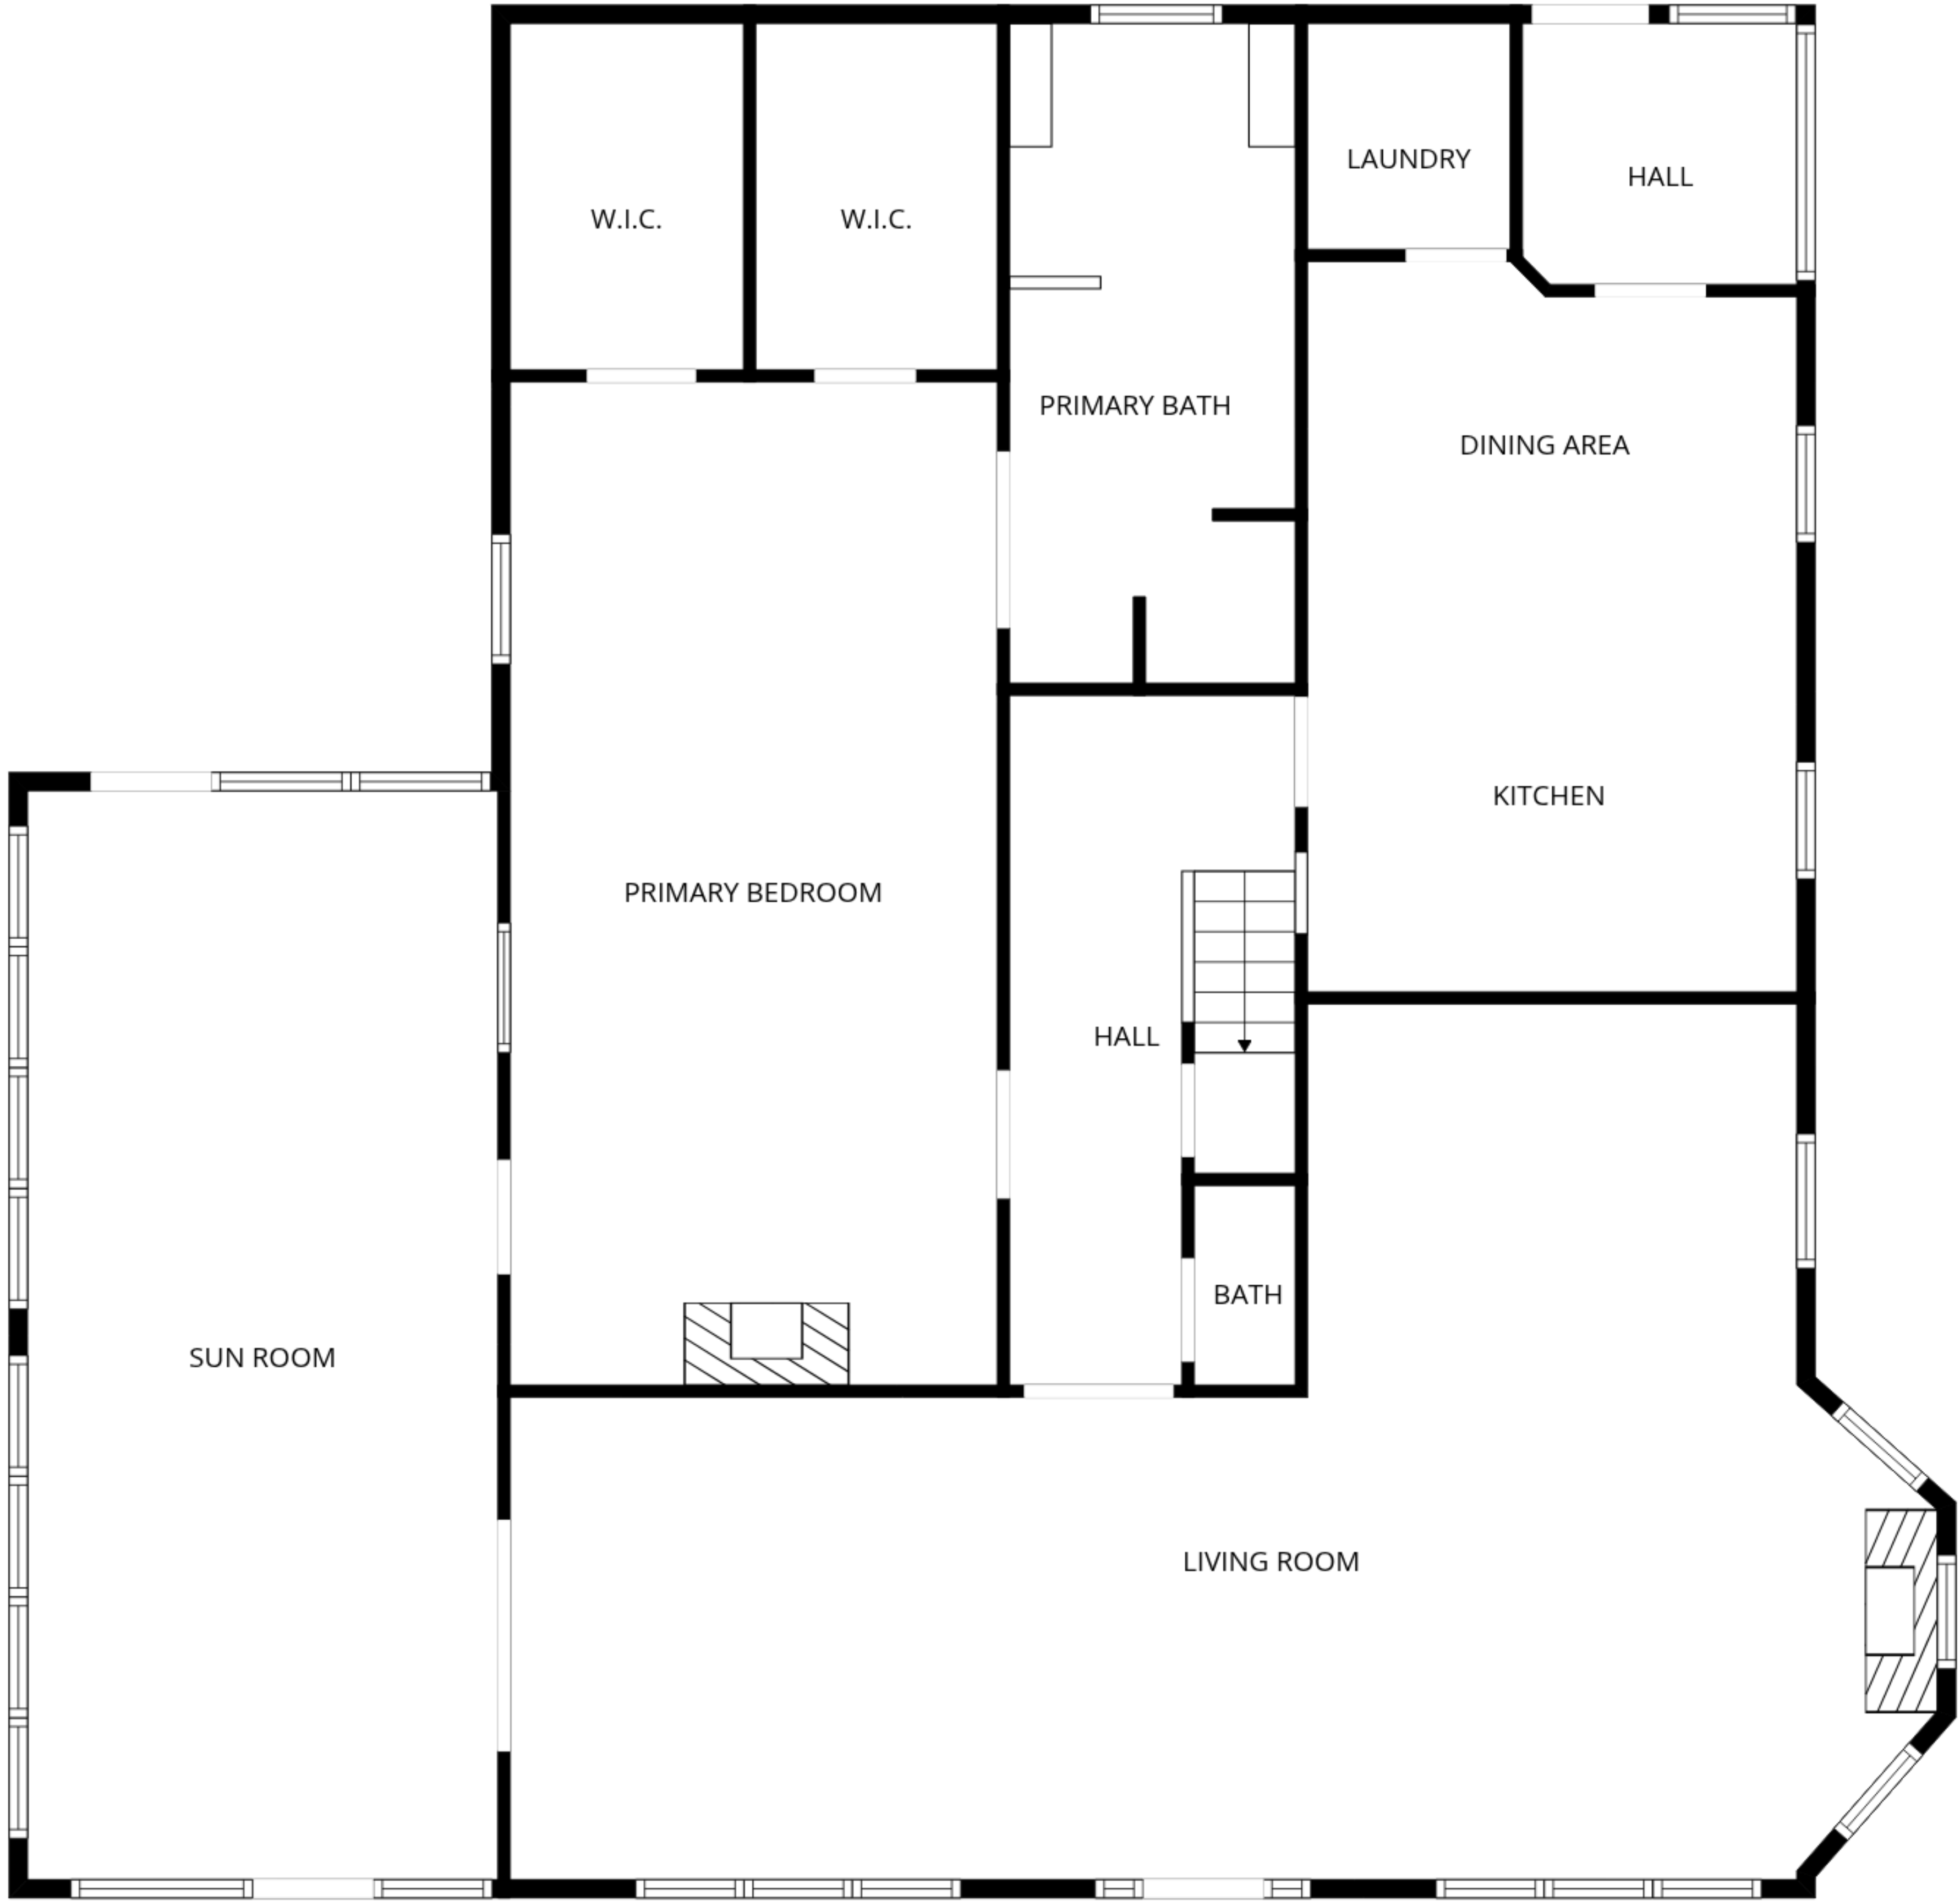 LAUNDRY
HALL
W.I.C.
W.I.C.
PRIMARY BATH
DINING AREA
KITCHEN
PRIMARY BEDROOM
HALL
BATH
SUN ROOM
LIVING ROOM